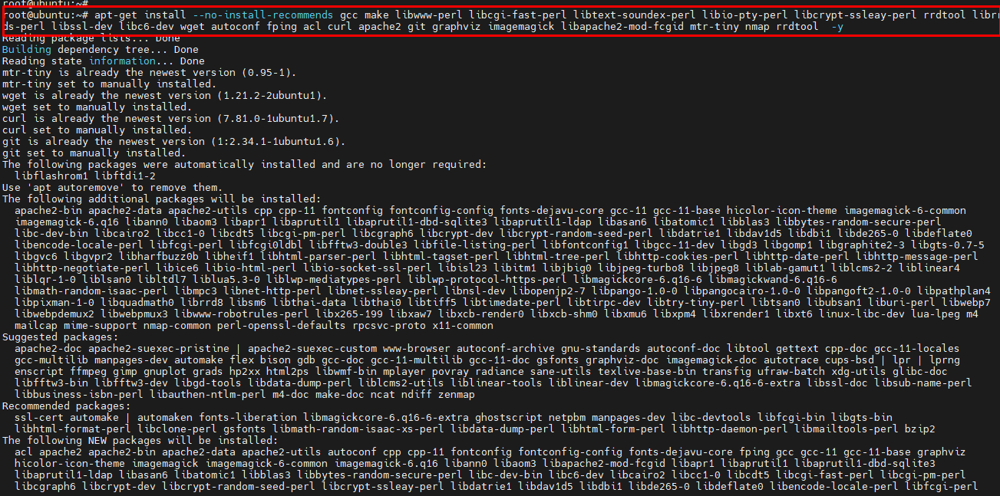 root@ubuntu:~#
root@ubuntu:~# apt-get install --no-install-recommends gcc make libwww-perl libcgi-fast-perl libtext-soundex-perl libio-pty-perl libcrypt-ssleay-perl rrdtool librr
ds-perl libssl-dev libc6-dev wget autoconf fping acl curl apache2 git graphviz imagemagick libapache2-mod-fcgid mtr-tiny nmap rrdtool -y
Reading package lists... Done
Building dependency tree... Done
Reading state information... Done
mtr-tiny is already the newest version (0.95-1).
mtr-tiny set to manually installed.
wget is already the newest version (1.21.2-2ubuntu1).
wget set to manually installed.
curl is already the newest version (7.81.0-1ubuntu1.7).
curl set to manually installed.
git is already the newest version (1:2.34.1-1ubuntu1.6).
git set to manually installed.
The following packages were automatically installed and are no longer required:
  libflashrom1 libftdi1-2
Use 'apt autoremove' to remove them.
The following additional packages will be installed:
  apache2-bin apache2-data apache2-utils cpp cpp-11 fontconfig fontconfig-config fonts-dejavu-core gcc-11 gcc-11-base hicolor-icon-theme imagemagick-6-common
  imagemagick-6.q16 libann0 libaom3 libapr1 libaprutil1 libaprutil1-dbd-sqlite3 libaprutil1-ldap libasan6 libatomic1 libblas3 libbytes-random-secure-perl
  libc-dev-bin libcairo2 libcc1-0 libcdt5 libcgi-pm-perl libcgraph6 libcrypt-dev libcrypt-random-seed-perl libdatrie1 libdav1d5 libdbi1 libde265-0 libdeflate0
  libencode-locale-perl libfcgi-perl libfcgi0ldbl libfftw3-double3 libfile-listing-perl libfontconfig1 libgcc-11-dev libgd3 libgomp1 libgraphite2-3 libgts-0.7-5
  libgvc6 libgvpr2 libharfbuzz0b libheif1 libhtml-parser-perl libhtml-tagset-perl libhtml-tree-perl libhttp-cookies-perl libhttp-date-perl libhttp-message-perl
  libhttp-negotiate-perl libice6 libio-html-perl libio-socket-ssl-perl libisl23 libitm1 libjbig0 libjpeg-turbo8 libjpeg8 liblab-gamut1 liblcms2-2 liblinear4
  liblqr-1-0 liblsan0 libltdl7 liblua5.3-0 liblwp-mediatypes-perl liblwp-protocol-https-perl libmagickcore-6.q16-6 libmagickwand-6.q16-6
  libmath-random-isaac-perl libmpc3 libnet-http-perl libnet-ssleay-perl libnsl-dev libopenjp2-7 libpango-1.0-0 libpangocairo-1.0-0 libpangoft2-1.0-0 libpathplan4
  libpixman-1-0 libquadmath0 librrd8 libsm6 libthai-data libthai0 libtiff5 libtimedate-perl libtirpc-dev libtry-tiny-perl libtsan0 libubsan1 liburi-perl libwebp7
  libwebpdemux2 libwebpmux3 libwww-robotrules-perl libx265-199 libxaw7 libxcb-render0 libxcb-shm0 libxmu6 libxpm4 libxrender1 libxt6 linux-libc-dev lua-lpeg m4
  mailcap mime-support nmap-common perl-openssl-defaults rpcsvc-proto x11-common
Suggested packages:
  apache2-doc apache2-suexec-pristine | apache2-suexec-custom www-browser autoconf-archive gnu-standards autoconf-doc libtool gettext cpp-doc gcc-11-locales
  gcc-multilib manpages-dev automake flex bison gdb gcc-doc gcc-11-multilib gcc-11-doc gsfonts graphviz-doc imagemagick-doc autotrace cups-bsd | lpr | lprng
  enscript ffmpeg gimp gnuplot grads hp2xx html2ps libwmf-bin mplayer povray radiance sane-utils texlive-base-bin transfig ufraw-batch xdg-utils glibc-doc
  libfftw3-bin libfftw3-dev libgd-tools libdata-dump-perl liblcms2-utils liblinear-tools liblinear-dev libmagickcore-6.q16-6-extra libssl-doc libsub-name-perl
  libbusiness-isbn-perl libauthen-ntlm-perl m4-doc make-doc ncat ndiff zenmap
Recommended packages:
  ssl-cert automake | automaken fonts-liberation libmagickcore-6.q16-6-extra ghostscript netpbm manpages-dev libc-devtools libfcgi-bin libgts-bin
  libhtml-format-perl libclone-perl gsfonts libmath-random-isaac-xs-perl libdata-dump-perl libhtml-form-perl libhttp-daemon-perl libmailtools-perl bzip2
The following NEW packages will be installed:
  acl apache2 apache2-bin apache2-data apache2-utils autoconf cpp cpp-11 fontconfig fontconfig-config fonts-dejavu-core fping gcc gcc-11 gcc-11-base graphviz
  hicolor-icon-theme imagemagick imagemagick-6-common imagemagick-6.q16 libann0 libaom3 libapache2-mod-fcgid libapr1 libaprutil1 libaprutil1-dbd-sqlite3
  libaprutil1-ldap libasan6 libatomic1 libblas3 libbytes-random-secure-perl libc-dev-bin libc6-dev libcairo2 libcc1-0 libcdt5 libcgi-fast-perl libcgi-pm-perl
  libcgraph6 libcrypt-dev libcrypt-random-seed-perl libcrypt-ssleay-perl libdatrie1 libdav1d5 libdbi1 libde265-0 libdeflate0 libencode-locale-perl libfcgi-perl